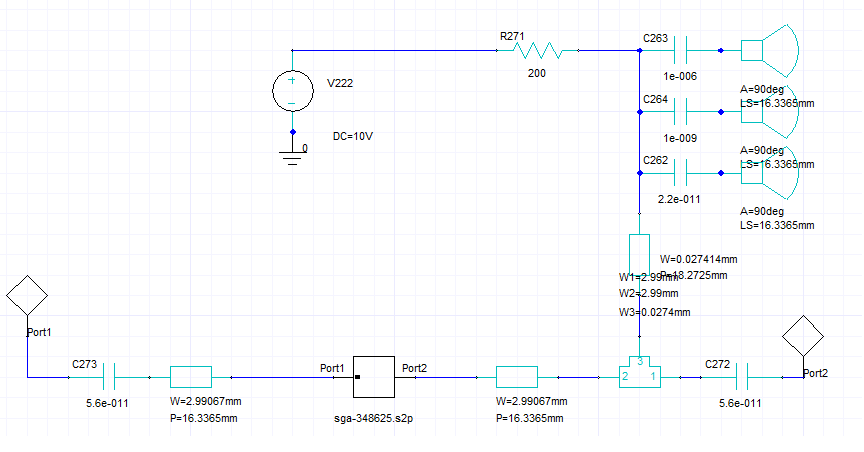 R271
200
C263
1e-006
A=90deg
LS=16.3365mm
V222
DC=10V
0
C264
1e-009
A=90deg
LS=16.3365mm
C262
2.2e-011
A=90deg
LS=16.3365mm
W=0.027414mm
P=18.2725mm
W1=2.99mm
W2=2.99mm
W3=0.0274mm
Port1
C273
5.6e-011
W=2.99067mm
P=16.3365mm
Port1
Port2
sga-348625.s2p
W=2.99067mm
P=16.3365mm
3
2
1
C272
5.6e-011
Port2